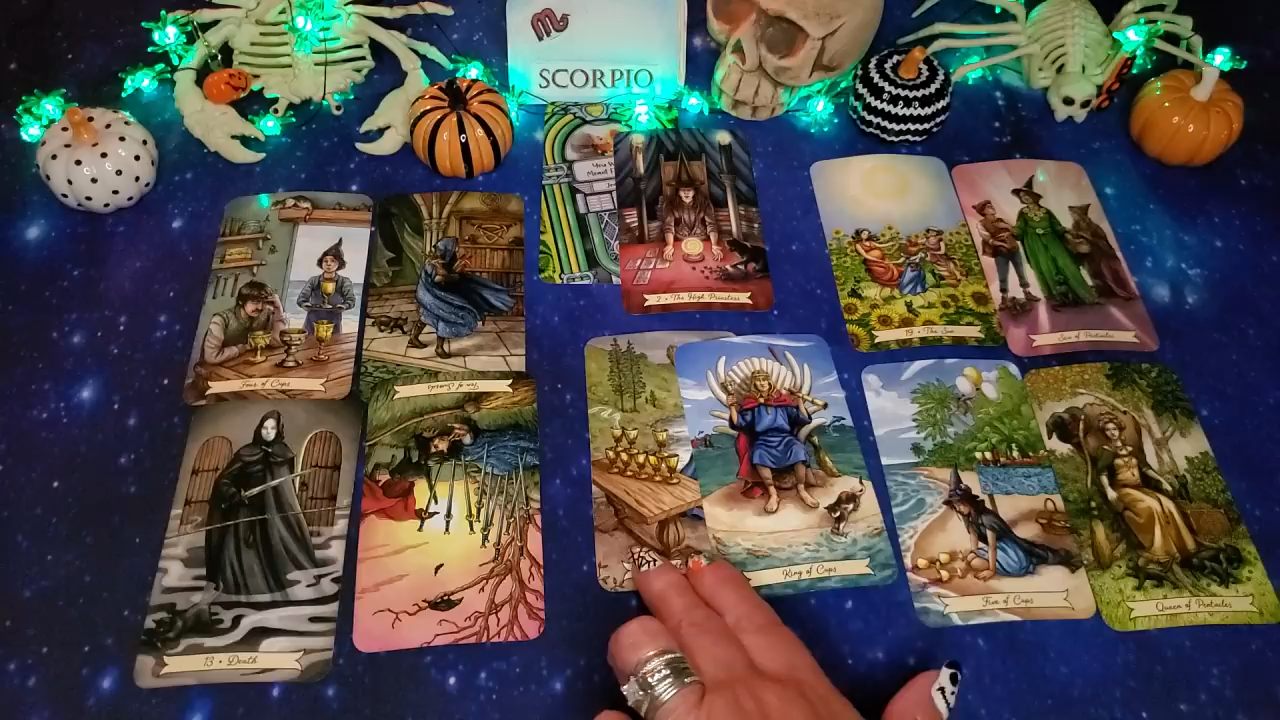 SCORPIO
2 • The High Priestess
19 • The Sun
Six of Pentacles
Four of Cups
King of Cups
Five of Cups
Queen of Pentacles
13 • Death